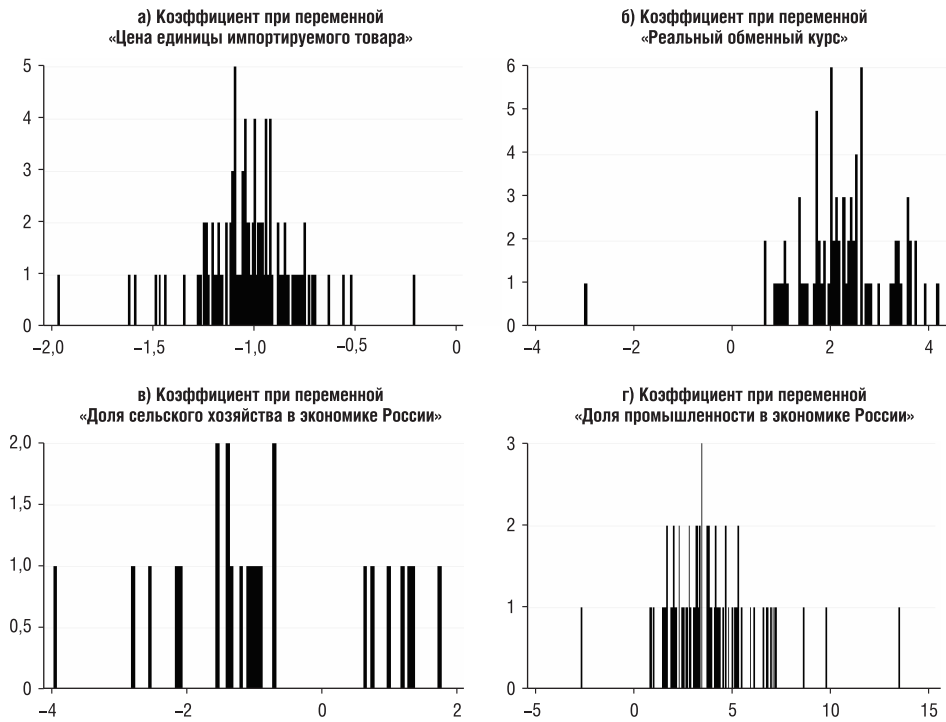 а) Коэффициент при переменной
«Цена единицы импортируемого товара»
5
4
3
2
1
0
–2,0 –1,5 –1,0 –0,5 0
б) Коэффициент при переменной
«Реальный обменный курс»
6
5
4
3
2
1
0
–4 –2 0 2 4
в) Коэффициент при переменной
«Доля сельского хозяйства в экономике России»
2,0
1,5
1,0
0,5
0
–4 –2 0 2
г) Коэффициент при переменной
«Доля промышленности в экономике России»
3
2
1
0
–5 0 5 10 15